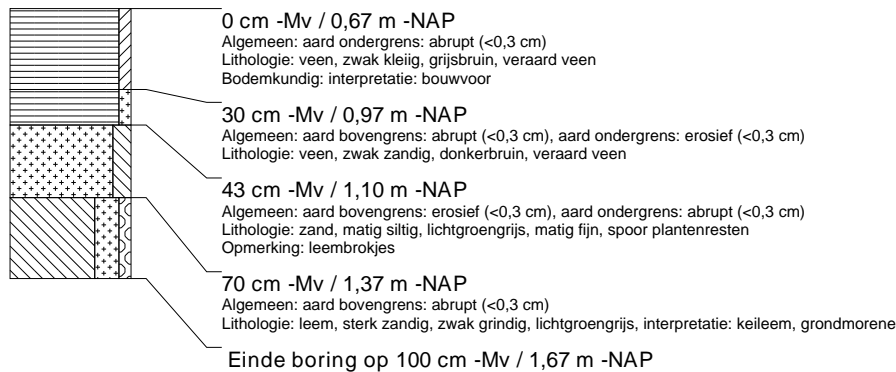 0 cm -Mv / 0,67 m -NAP
Algemeen: aard ondergrens: abrupt (<0,3 cm)
Lithologie: veen, zwak kleiig, grijsbruin, veraard veen
Bodemkundig: interpretatie: bouwvoor
30 cm -Mv / 0,97 m -NAP
Algemeen: aard bovengrens: abrupt (<0,3 cm), aard ondergrens: erosief (<0,3 cm)
Lithologie: veen, zwak zandig, donkerbruin, veraard veen
43 cm -Mv / 1,10 m -NAP
Algemeen: aard bovengrens: erosief (<0,3 cm), aard ondergrens: abrupt (<0,3 cm)
Lithologie: zand, matig siltig, lichtgroengrijs, matig fijn, spoor plantenresten
Opmerking: leembrokjes
70 cm -Mv / 1,37 m -NAP
Algemeen: aard bovengrens: abrupt (<0,3 cm)
Lithologie: leem, sterk zandig, zwak grindig, lichtgroengrijs, interpretatie: keileem, grondmorene
Einde boring op 100 cm -Mv / 1,67 m -NAP